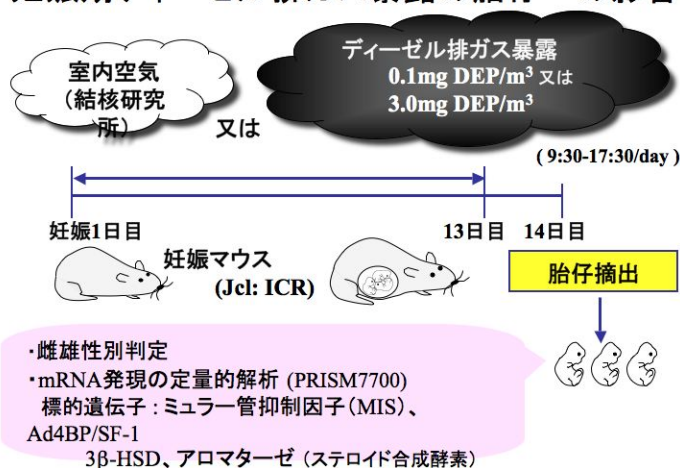 ディーゼル排ガス暴露
0.1mg DEP/m³ 又は
3.0mg DEP/m³
室内空気
(結核研究
所)
又は
( 9:30-17:30/day )
妊娠1日目
13日目 14日目
妊娠マウス
(Jcl: ICR)
胎仔摘出
・雌雄性別判定
・mRNA発現の定量的解析 (PRISM7700)
標的遺伝子 : ミュラー管抑制因子(MIS)、
Ad4BP/SF-1
3β-HSD、アロマターゼ (ステロイド合成酵素)